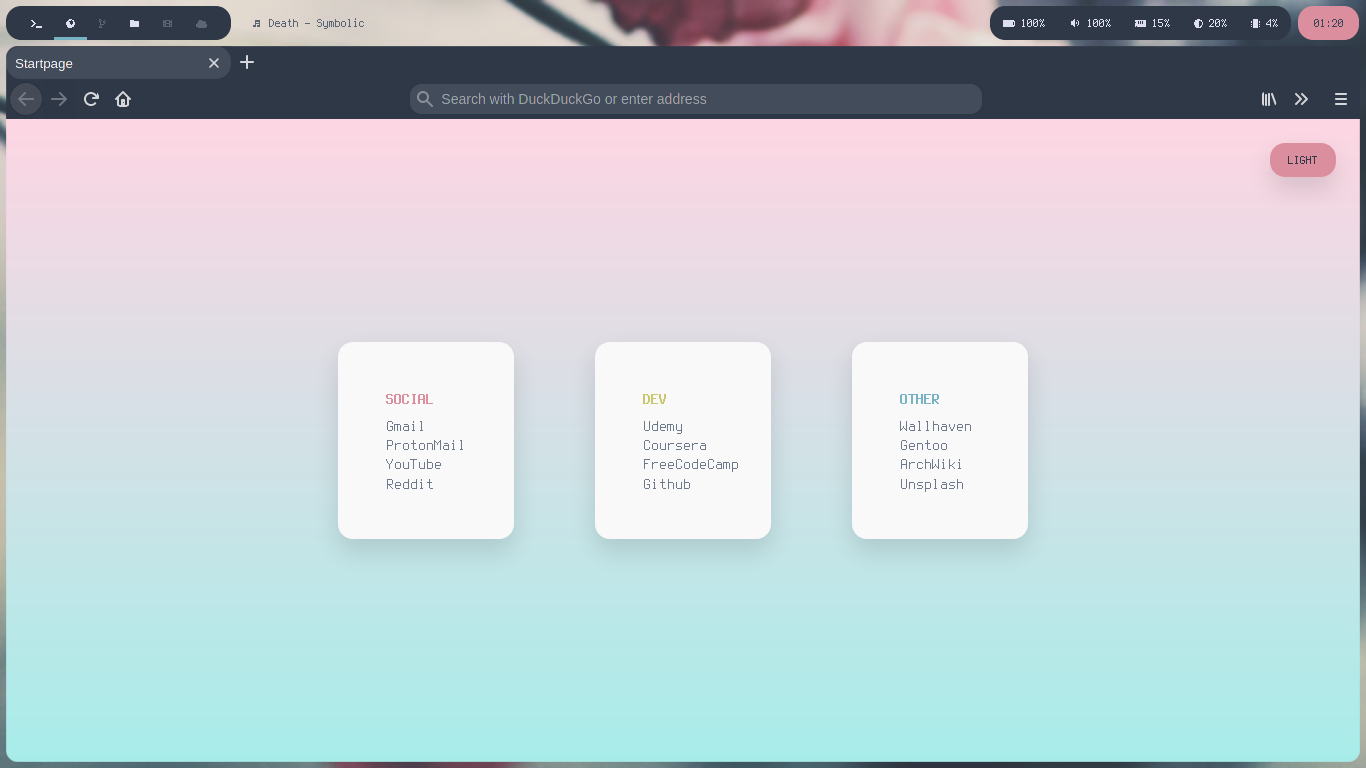 Death - Symbolic
100% 100% 15% 20% 4% 01:20
Startpage
Search with DuckDuckGo or enter address
LIGHT
SOCIAL
Gmail
ProtonMail
YouTube
Reddit
DEV
Udemy
Coursera
FreeCodeCamp
Github
OTHER
Wallhaven
Gentoo
ArchWiki
Unsplash